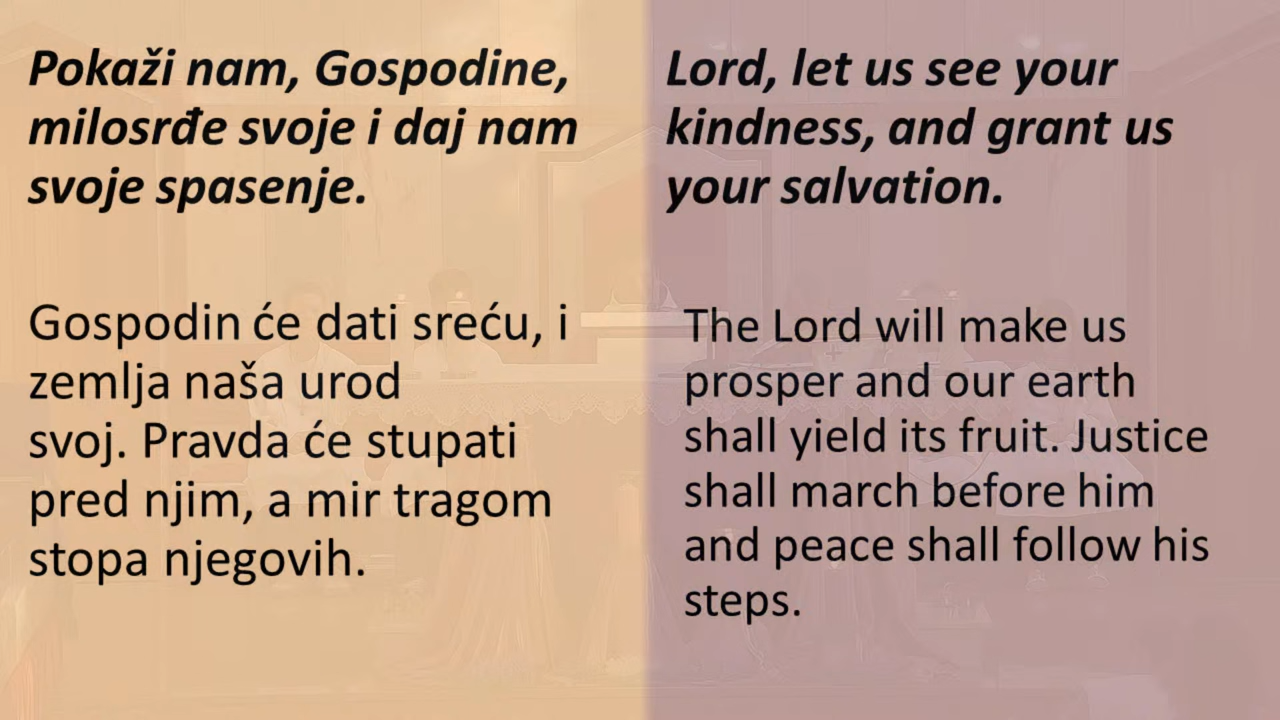 Pokaži nam, Gospodine,
milosrđe svoje i daj nam
svoje spasenje.
Gospodin će dati sreću, i
zemlja naša urod
svoj. Pravda će stupati
pred njim, a mir tragom
stopa njegovih.
Lord, let us see your
kindness, and grant us
your salvation.
The Lord will make us
prosper and our earth
shall yield its fruit. Justice
shall march before him
and peace shall follow his
steps.